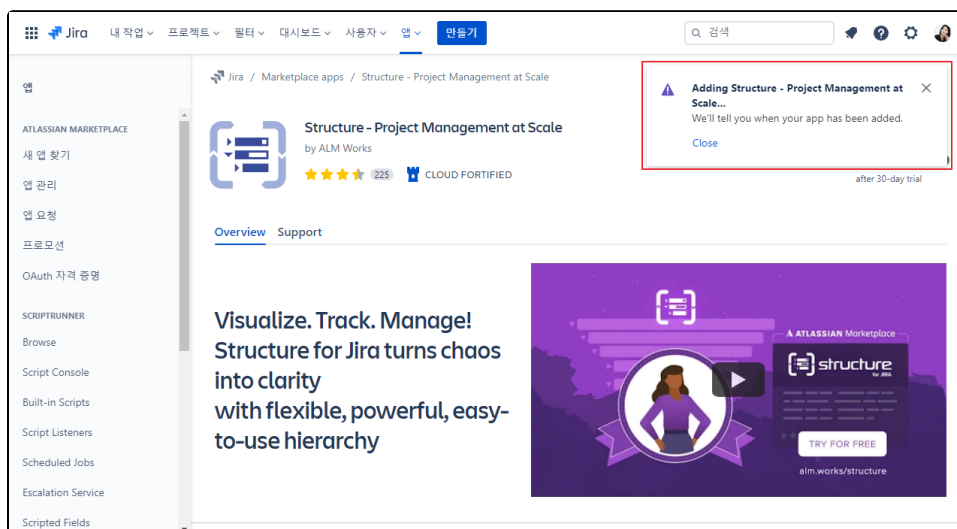 Jira 내 작업 프로젝트 필터 대시보드 사용자 앱 만들기 검색
앱
ATLASSIAN MARKETPLACE
새 앱 찾기
앱 관리
앱 요청
프로모션
OAuth 자격 증명
SCRIPTRUNNER
Browse
Script Console
Built-in Scripts
Script Listeners
Scheduled Jobs
Escalation Service
Scripted Fields
Jira / Marketplace apps / Structure - Project Management at Scale
Structure - Project Management at Scale
by ALM Works
225 CLOUD FORTIFIED
Adding Structure - Project Management at
Scale...
We'll tell you when your app has been added.
Close
after 30-day trial
Overview Support
Visualize. Track. Manage!
Structure for Jira turns chaos
into clarity
with flexible, powerful, easy-
to-use hierarchy
ATLASSIAN Marketplace
structure
for JIRA
TRY FOR FREE
alm.works/structure